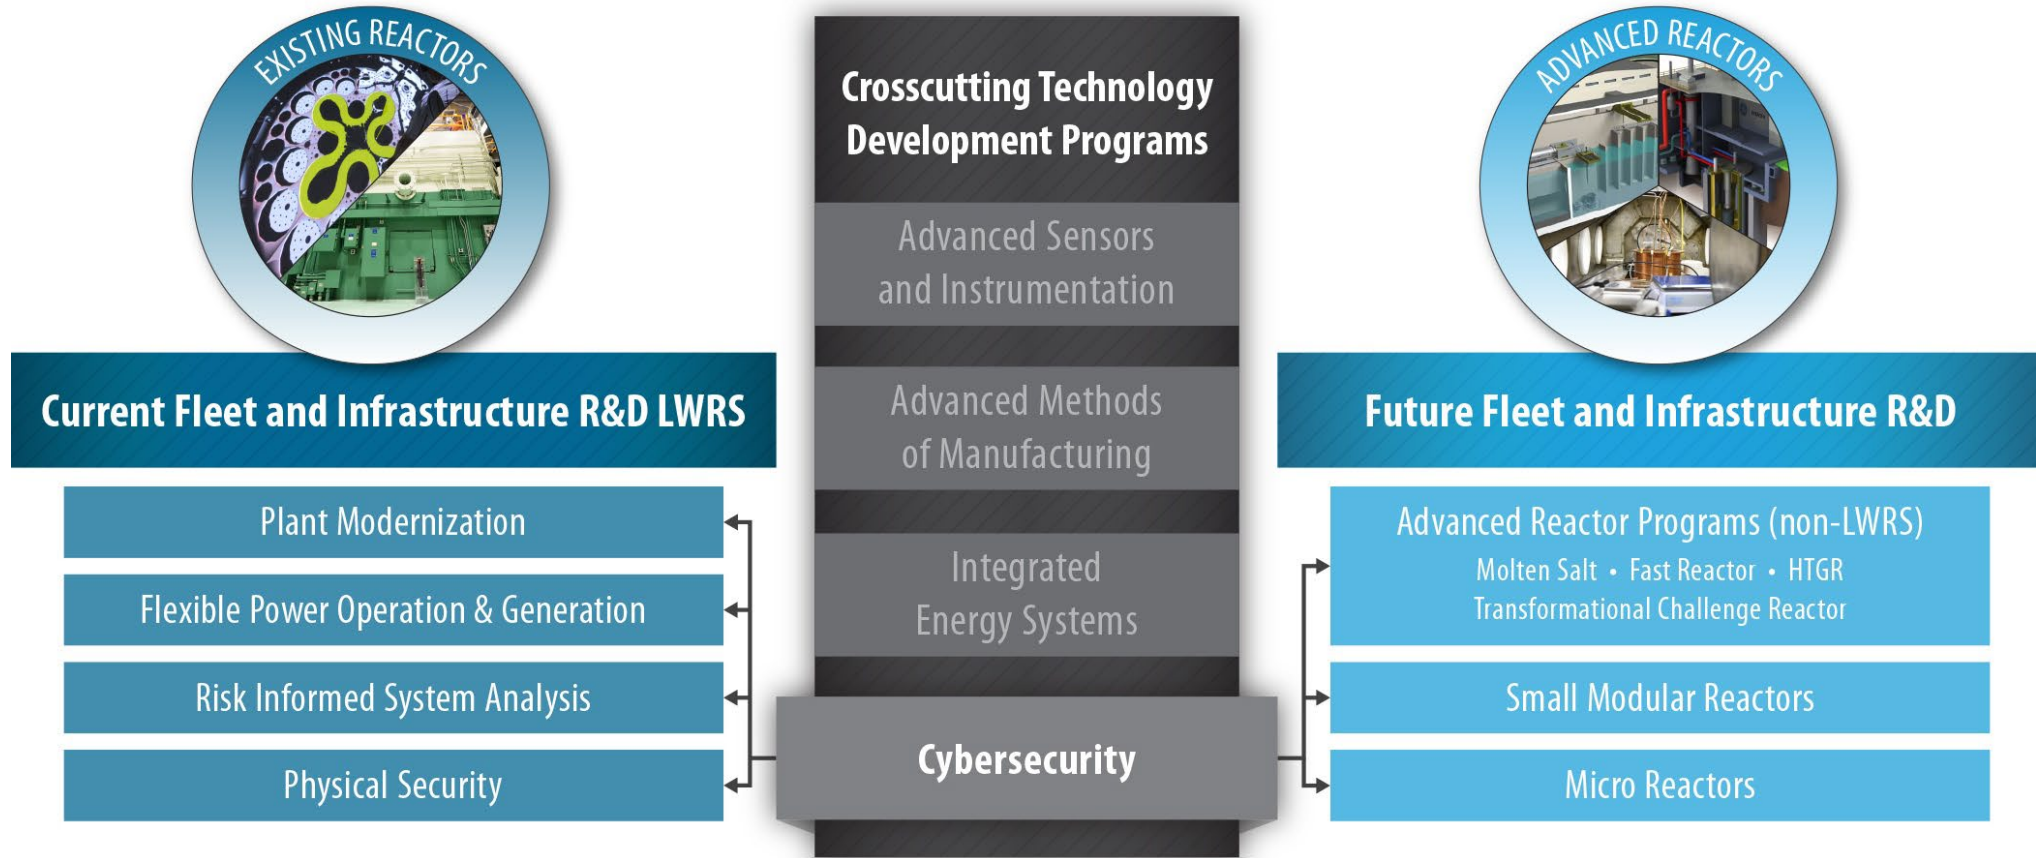 EXISTING REACTORS
Current Fleet and Infrastructure R&D LWRS
Plant Modernization
Flexible Power Operation & Generation
Risk Informed System Analysis
Physical Security
Crosscutting Technology
Development Programs
Advanced Sensors
and Instrumentation
Advanced Methods
of Manufacturing
Integrated
Energy Systems
Cybersecurity
ADVANCED REACTORS
Future Fleet and Infrastructure R&D
Advanced Reactor Programs (non-LWRS)
Molten Salt • Fast Reactor • HTGR
Transformational Challenge Reactor
Small Modular Reactors
Micro Reactors